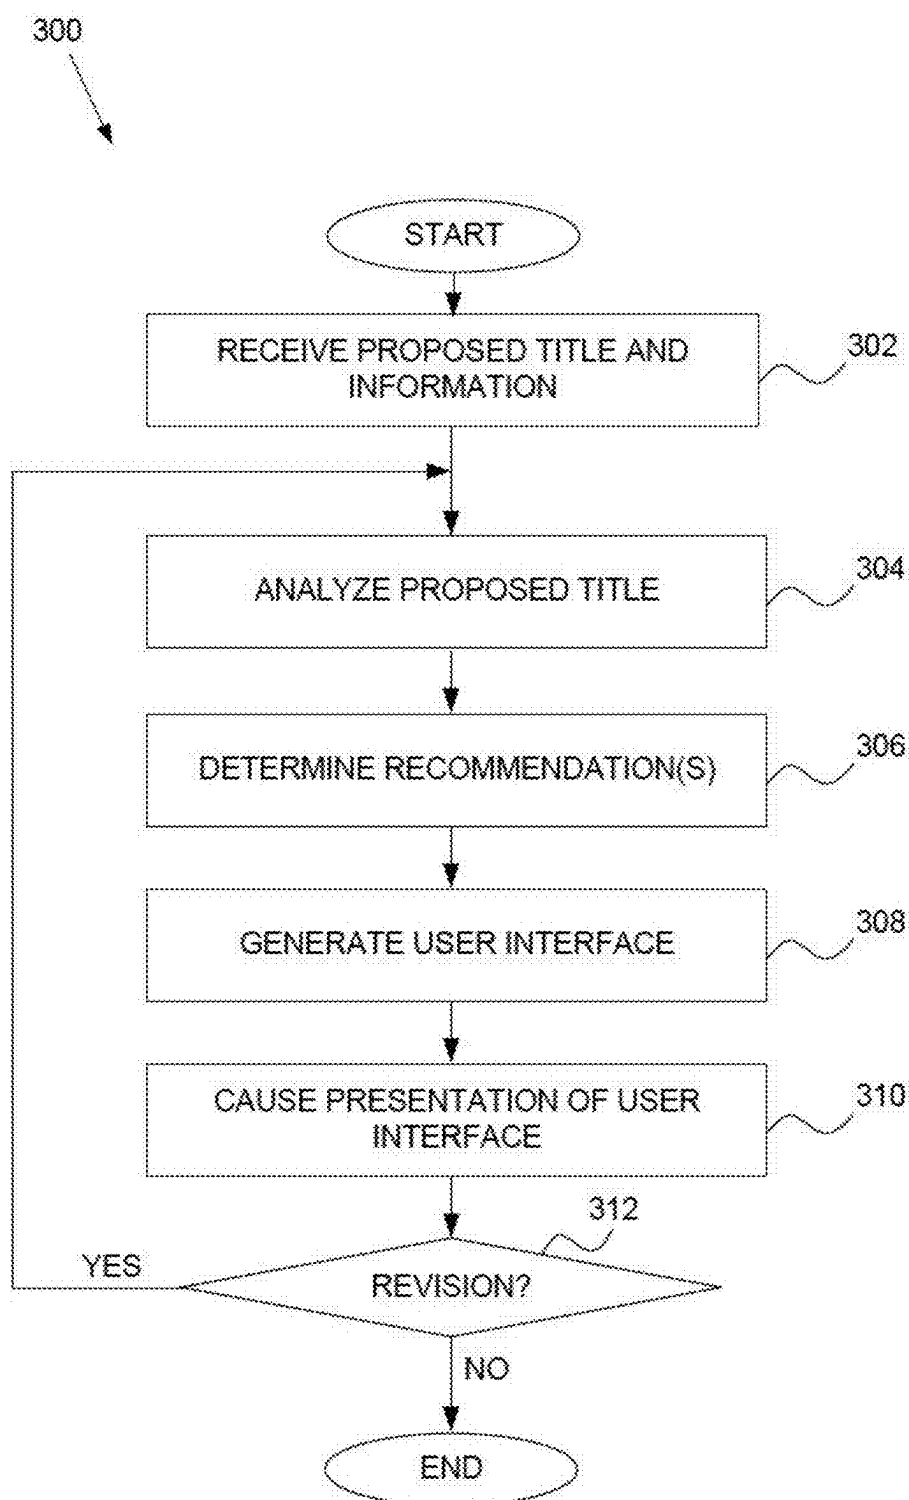 300
START
RECEIVE PROPOSED TITLE AND
INFORMATION
302
ANALYZE PROPOSED TITLE
304
DETERMINE RECOMMENDATION(S)
306
GENERATE USER INTERFACE
308
CAUSE PRESENTATION OF USER
INTERFACE
310
312
YES
REVISION?
NO
END